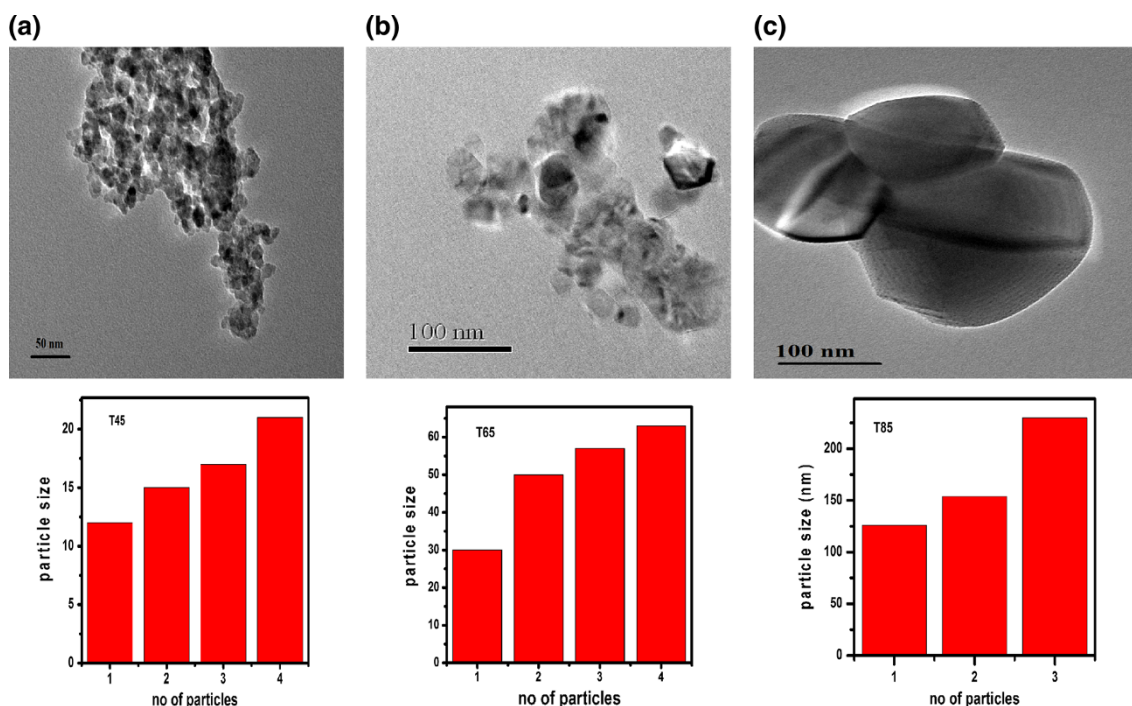 (a)
(b)
(c)
50 nm
100 nm
100 nm
T45
particle size
20
15
10
5
0
1 2 3 4
no of particles
T65
particle size
60
50
40
30
20
10
0
1 2 3 4
no of particles
T85
particle size (nm)
250
200
150
100
50
0
1 2 3
no of particles